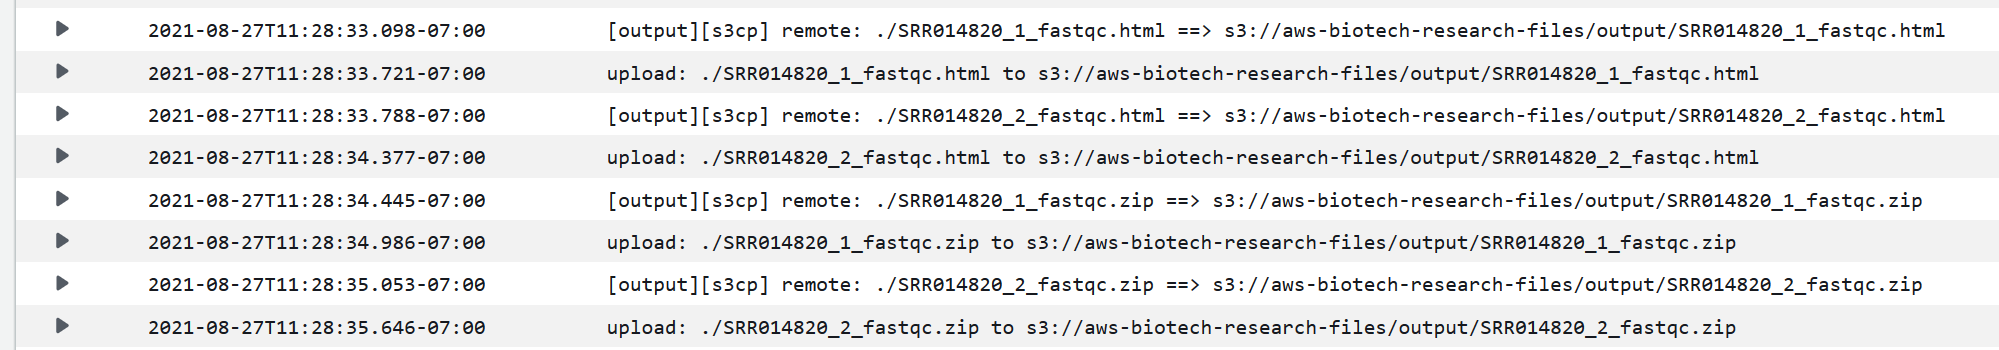 2021-08-27T11:28:33.098-07:00 [output][s3cp] remote: ./SRR014820_1_fastqc.html ==> s3://aws-biotech-research-files/output/SRR014820_1_fastqc.html
2021-08-27T11:28:33.721-07:00 upload: ./SRR014820_1_fastqc.html to s3://aws-biotech-research-files/output/SRR014820_1_fastqc.html
2021-08-27T11:28:33.788-07:00 [output][s3cp] remote: ./SRR014820_2_fastqc.html ==> s3://aws-biotech-research-files/output/SRR014820_2_fastqc.html
2021-08-27T11:28:34.377-07:00 upload: ./SRR014820_2_fastqc.html to s3://aws-biotech-research-files/output/SRR014820_2_fastqc.html
2021-08-27T11:28:34.445-07:00 [output][s3cp] remote: ./SRR014820_1_fastqc.zip ==> s3://aws-biotech-research-files/output/SRR014820_1_fastqc.zip
2021-08-27T11:28:34.986-07:00 upload: ./SRR014820_1_fastqc.zip to s3://aws-biotech-research-files/output/SRR014820_1_fastqc.zip
2021-08-27T11:28:35.053-07:00 [output][s3cp] remote: ./SRR014820_2_fastqc.zip ==> s3://aws-biotech-research-files/output/SRR014820_2_fastqc.zip
2021-08-27T11:28:35.646-07:00 upload: ./SRR014820_2_fastqc.zip to s3://aws-biotech-research-files/output/SRR014820_2_fastqc.zip